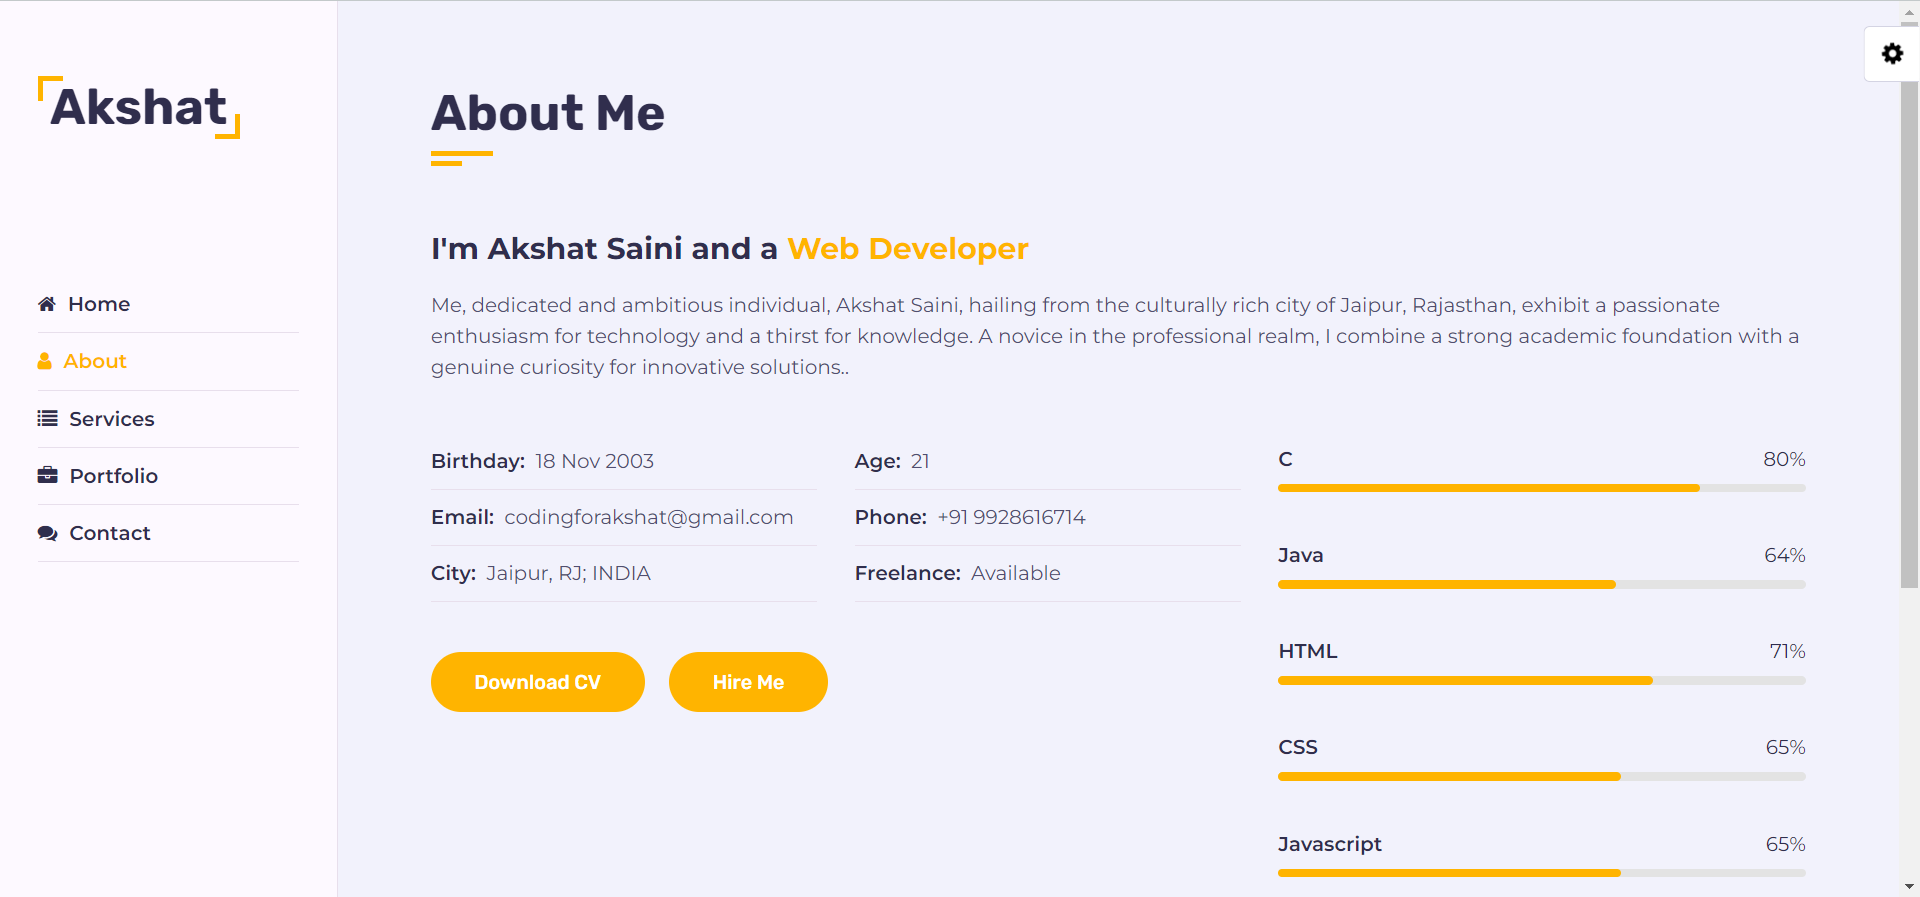 Akshat
Home
About
Services
Portfolio
Contact
About Me
I'm Akshat Saini and a Web Developer
Me, dedicated and ambitious individual, Akshat Saini, hailing from the culturally rich city of Jaipur, Rajasthan, exhibit a passionate
enthusiasm for technology and a thirst for knowledge. A novice in the professional realm, I combine a strong academic foundation with a
genuine curiosity for innovative solutions..
Birthday: 18 Nov 2003
Age: 21
Email: codingforakshat@gmail.com
Phone: +91 9928616714
City: Jaipur, RJ; INDIA
Freelance: Available
Download CV
Hire Me
C 80%
Java 64%
HTML 71%
CSS 65%
Javascript 65%